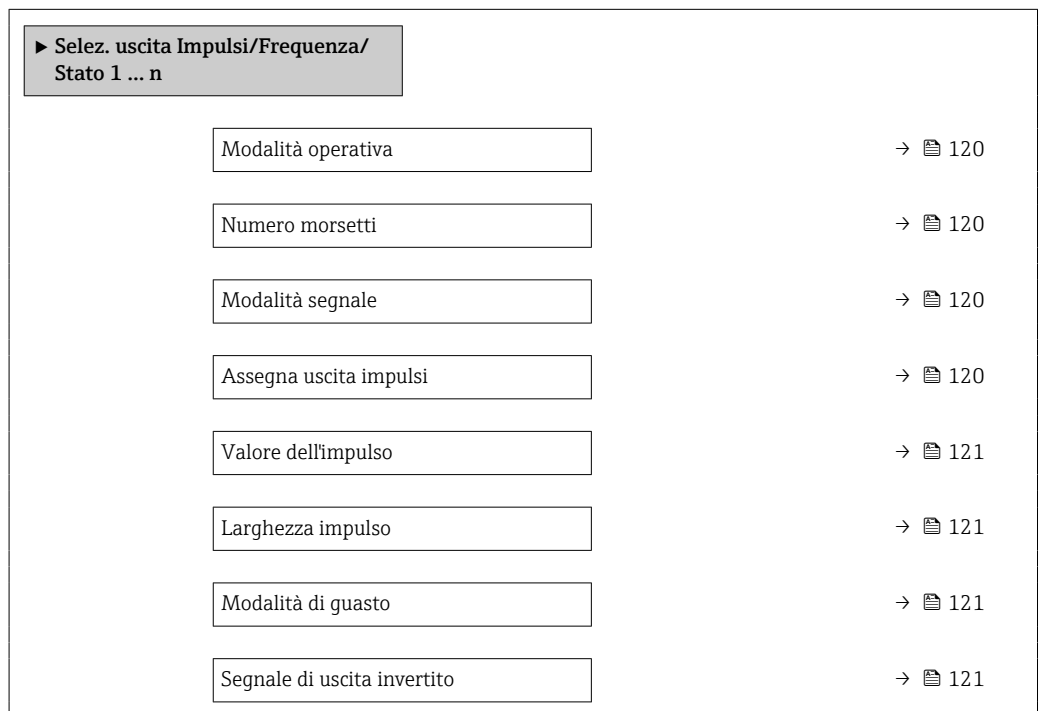 ▶ Selez. uscita Impulsi/Frequenza/
Stato 1 ... n
Modalità operativa → 120
Numero morsetti → 120
Modalità segnale → 120
Assegna uscita impulsi → 120
Valore dell'impulso → 121
Larghezza impulso → 121
Modalità di guasto → 121
Segnale di uscita invertito → 121